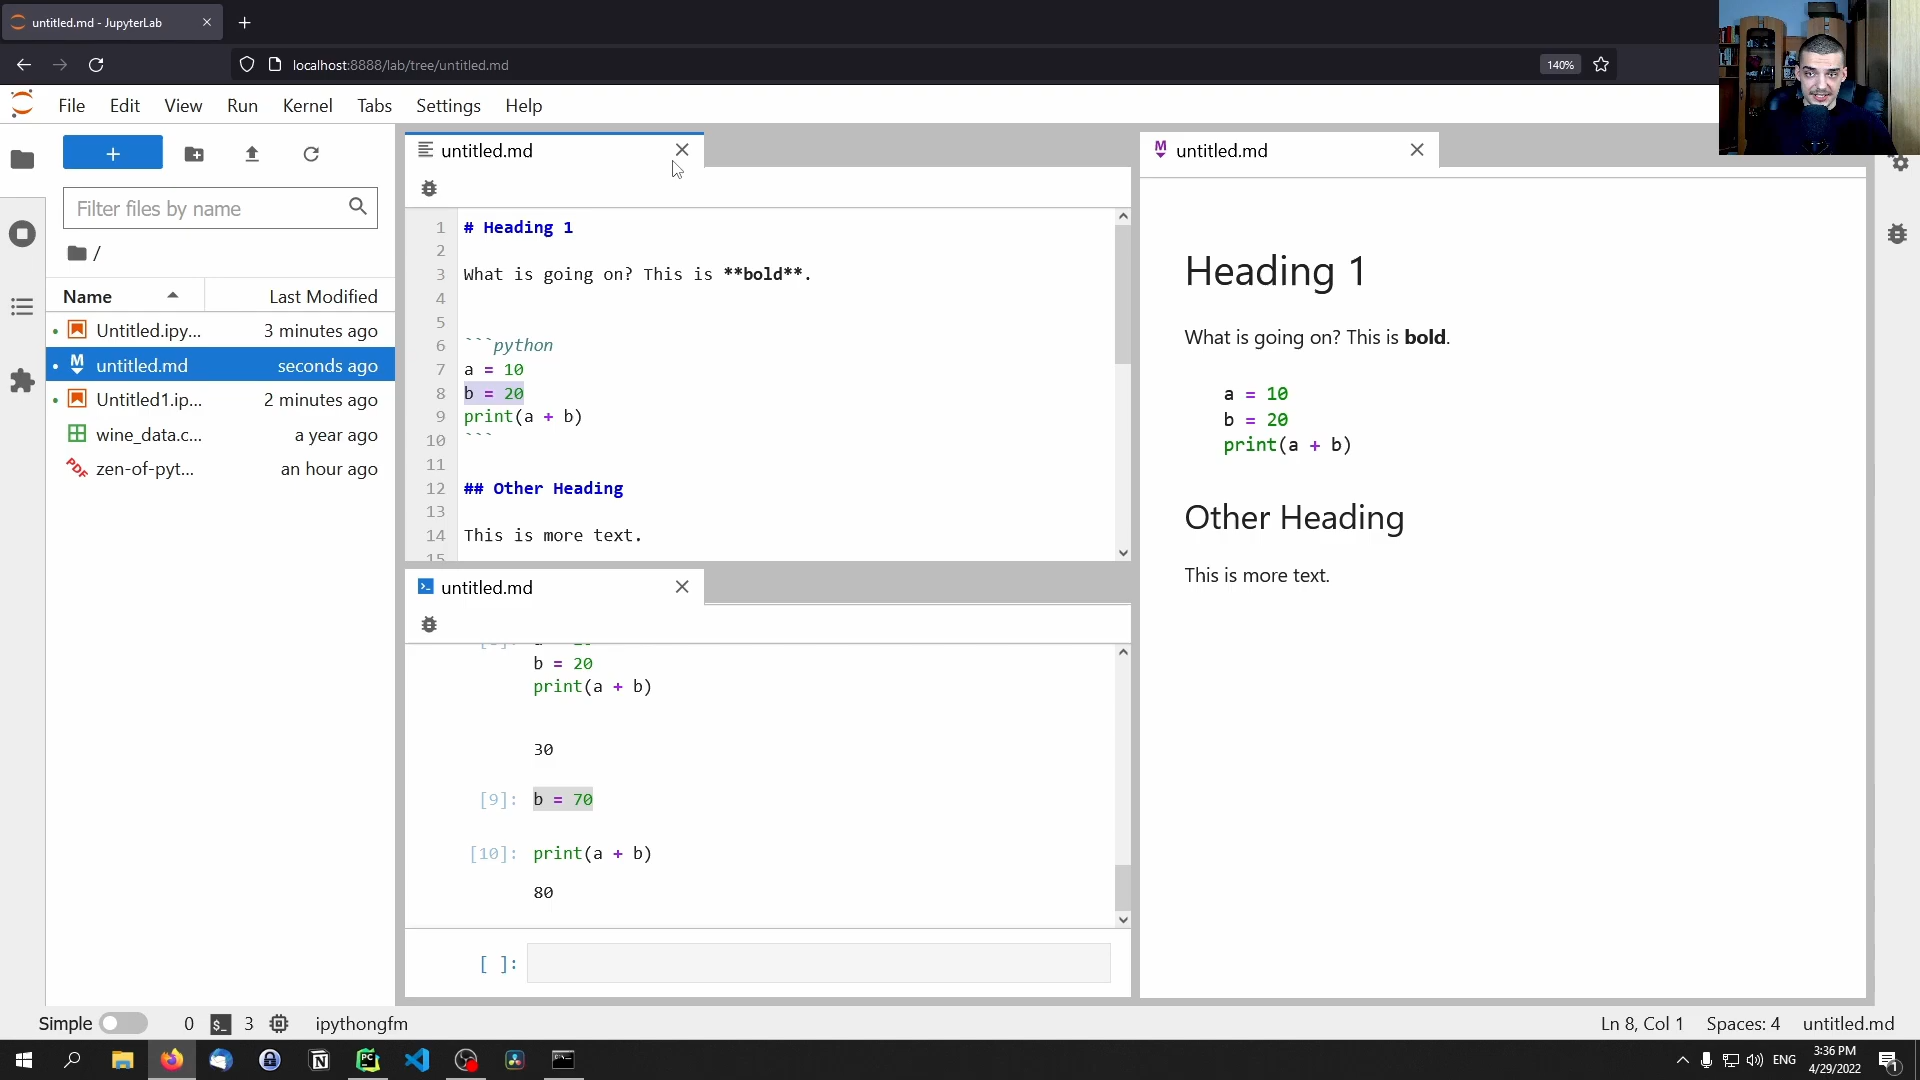 untitled.md - JupyterLab
localhost:8888/lab/tree/untitled.md
140%
File Edit View Run Kernel Tabs Settings Help
Filter files by name
/
Name Last Modified
Untitled.ipy... 3 minutes ago
untitled.md seconds ago
Untitled1.ip... 2 minutes ago
wine_data.c... a year ago
zen-of-pyt... an hour ago
untitled.md
1 # Heading 1
2
3 What is going on? This is **bold**.
4
5
6 ```python
7 a = 10
8 b = 20
9 print(a + b)
10 ```
11
12 ## Other Heading
13
14 This is more text.
15
untitled.md
b = 20
print(a + b)
30
[9]: b = 70
[10]: print(a + b)
80
[ ]:
untitled.md
Heading 1
What is going on? This is bold.
a = 10
b = 20
print(a + b)
Other Heading
This is more text.
Simple 0 3 ipythongfm
Ln 8, Col 1 Spaces: 4 untitled.md
ENG
3:36 PM
4/29/2022
1